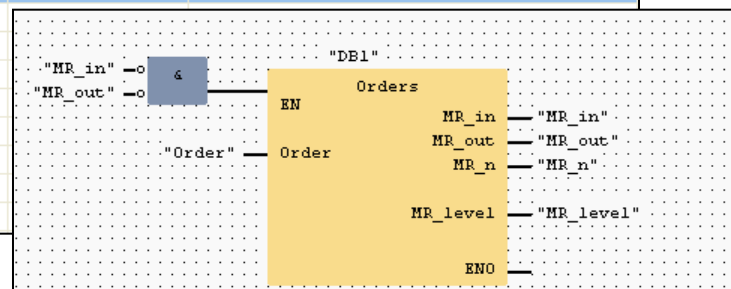 "DB1"
"MR_in"
&
Orders
"MR_out"
EN
MR_in "MR_in"
MR_out "MR_out"
"Order" Order
MR_n "MR_n"
MR_level "MR_level"
ENO